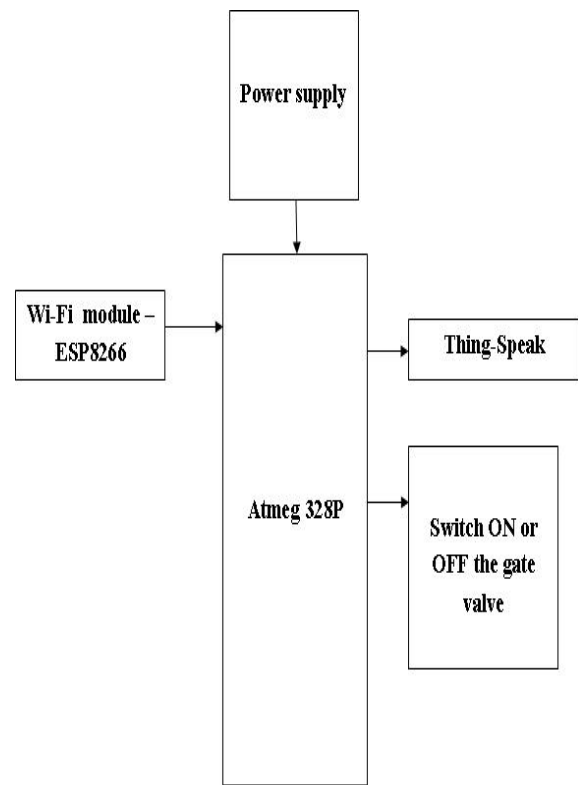 Power supply
Wi-Fi module –
ESP8266
Thing-Speak
Atmeg 328P
Switch ON or
OFF the gate
valve